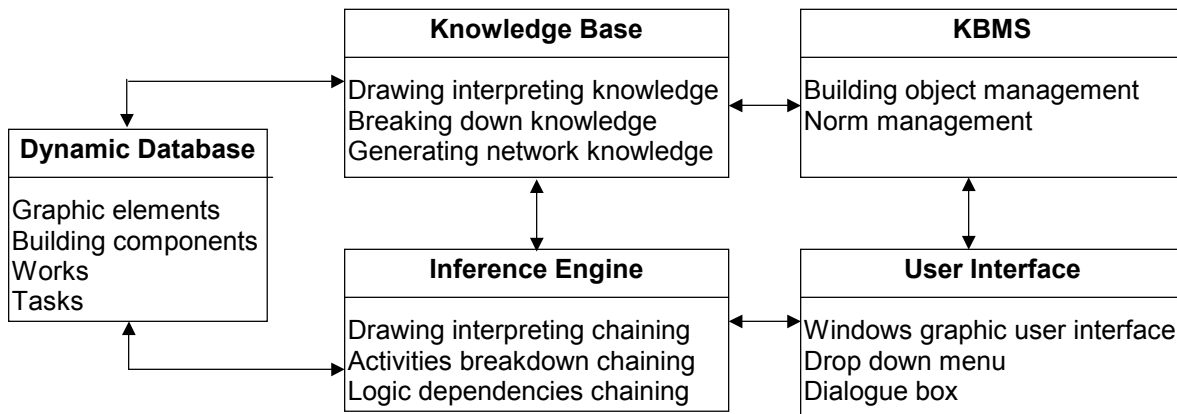 Knowledge Base
Drawing interpreting knowledge
Breaking down knowledge
Generating network knowledge
KBMS
Building object management
Norm management
Dynamic Database
Graphic elements
Building components
Works
Tasks
Inference Engine
Drawing interpreting chaining
Activities breakdown chaining
Logic dependencies chaining
User Interface
Windows graphic user interface
Drop down menu
Dialogue box